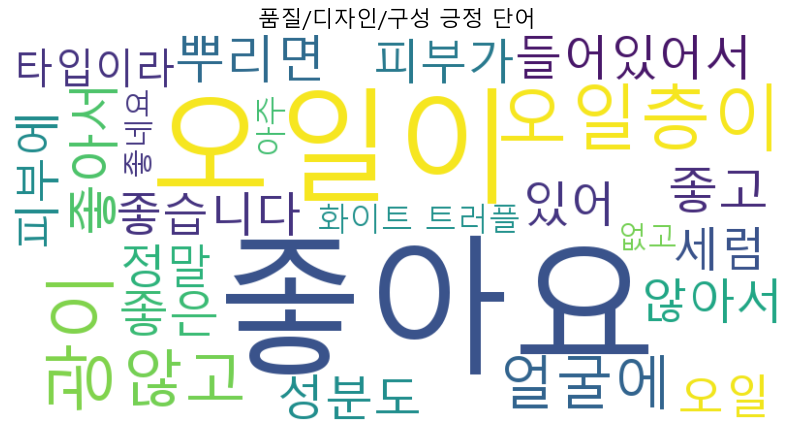 품질/디자인/구성 긍정 단어
타입이라
뿌리면
피부가
들어있어서
피부에
좋아서
좋네여
오일이
아주
오일층이
좋습니다
화이트 트러플
있어
좋고
정말
좋은
좋아요
없고
세럼
않아서
광이
않고
성분도
얼굴에
오일